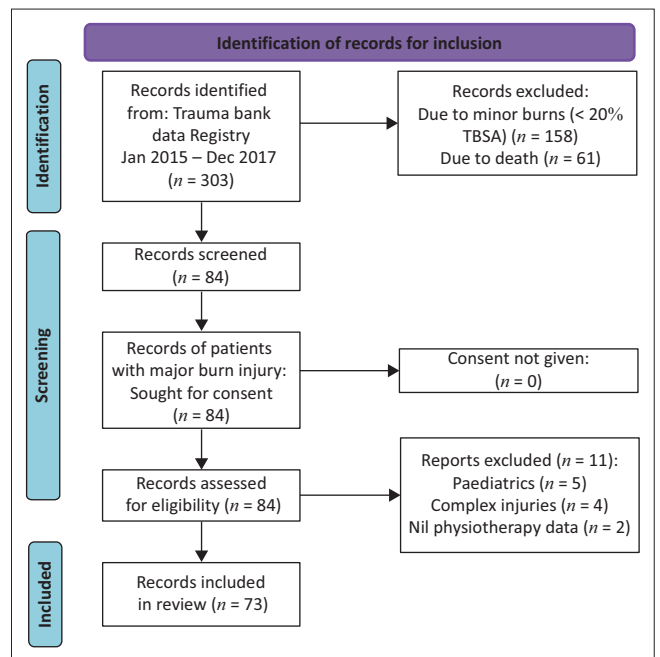 Identification of records for inclusion
Identification
Records identified
from: Trauma bank
data Registry
Jan 2015 – Dec 2017
(n = 303)
Records excluded:
Due to minor burns (< 20%
TBSA) (n = 158)
Due to death (n = 61)
Screening
Records screened
(n = 84)
Records of patients
with major burn injury:
Sought for consent
(n = 84)
Consent not given:
(n = 0)
Records assessed
for eligibility (n = 84)
Reports excluded (n = 11):
Paediatrics (n = 5)
Complex injuries (n = 4)
Nil physiotherapy data (n = 2)
Included
Records included
in review (n = 73)